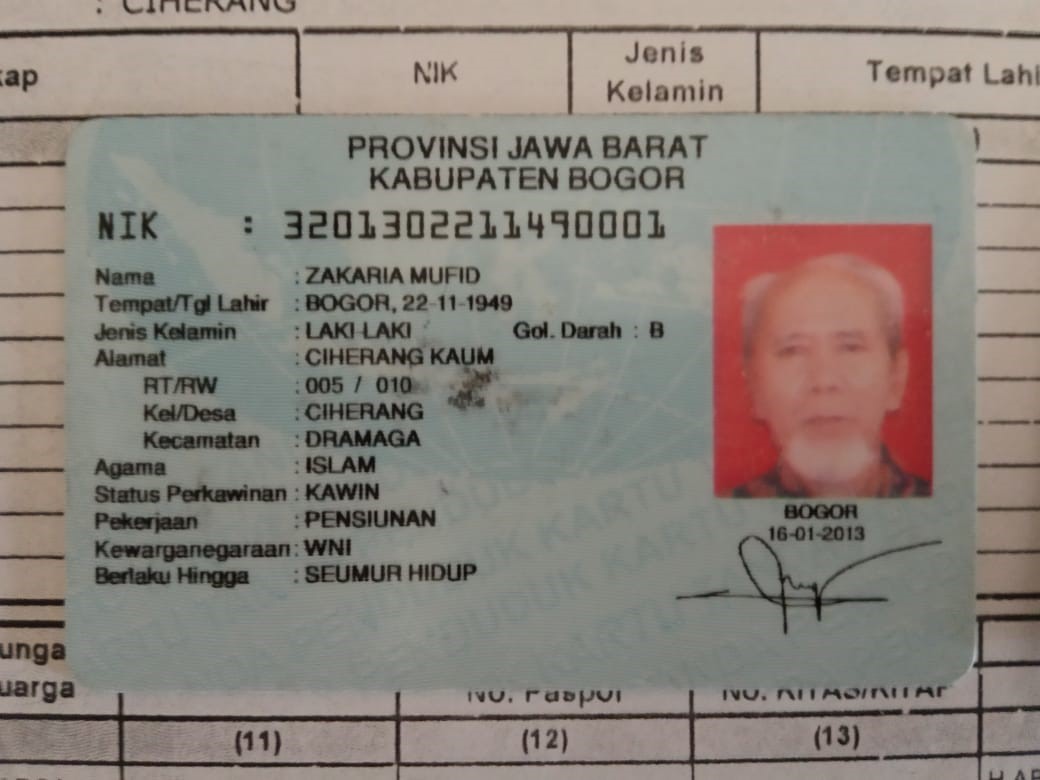 : CIHERANG
kap
NIK
Jenis
Kelamin
Tempat Lahi
PROVINSI JAWA BARAT
KABUPATEN BOGOR
NIK : 3201302211490001
Nama : ZAKARIA MUFID
Tempat/Tgl Lahir : BOGOR, 22-11-1949
Jenis Kelamin : LAKI-LAKI Gol. Darah : B
Alamat : CIHERANG KAUM
RT/RW : 005 / 010
Kel/Desa : CIHERANG
Kecamatan : DRAMAGA
Agama : ISLAM
Status Perkawinan : KAWIN
Pekerjaan : PENSIUNAN
Kewarganegaraan : WNI
Berlaku Hingga : SEUMUR HIDUP
BOGOR
16-01-2013
unga
uarga
No. Paspor
No. KITAS/KITAP
(11)
(12)
(13)